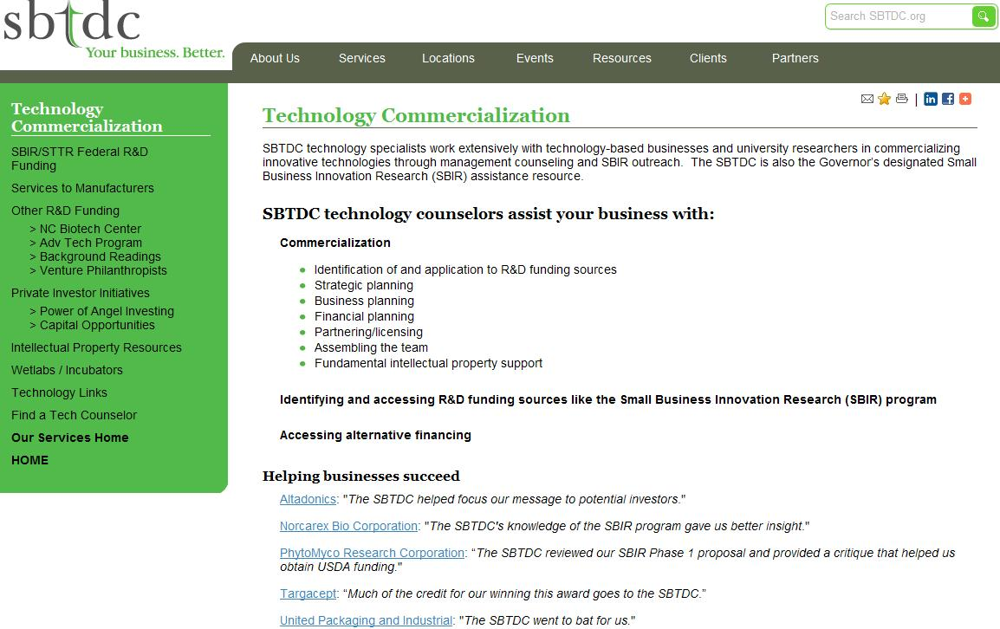 sbtdc
Your business. Better.
Search SBTDC.org
About Us Services Locations Events Resources Clients Partners
Technology
Commercialization
SBIR/STTR Federal R&D
Funding
Services to Manufacturers
Other R&D Funding
> NC Biotech Center
> Adv Tech Program
> Background Readings
> Venture Philanthropists
Private Investor Initiatives
> Power of Angel Investing
> Capital Opportunities
Intellectual Property Resources
Wetlabs / Incubators
Technology Links
Find a Tech Counselor
Our Services Home
HOME
Technology Commercialization
SBTDC technology specialists work extensively with technology-based businesses and university researchers in commercializing
innovative technologies through management counseling and SBIR outreach.  The SBTDC is also the Governor's designated Small
Business Innovation Research (SBIR) assistance resource.
SBTDC technology counselors assist your business with:
Commercialization
Identification of and application to R&D funding sources
Strategic planning
Business planning
Financial planning
Partnering/licensing
Assembling the team
Fundamental intellectual property support
Identifying and accessing R&D funding sources like the Small Business Innovation Research (SBIR) program
Accessing alternative financing
Helping businesses succeed
Altadonics: "The SBTDC helped focus our message to potential investors."
Norcarex Bio Corporation: "The SBTDC's knowledge of the SBIR program gave us better insight."
PhytoMyco Research Corporation: “The SBTDC reviewed our SBIR Phase 1 proposal and provided a critique that helped us
obtain USDA funding."
Targacept: “Much of the credit for our winning this award goes to the SBTDC.”
United Packaging and Industrial: "The SBTDC went to bat for us."